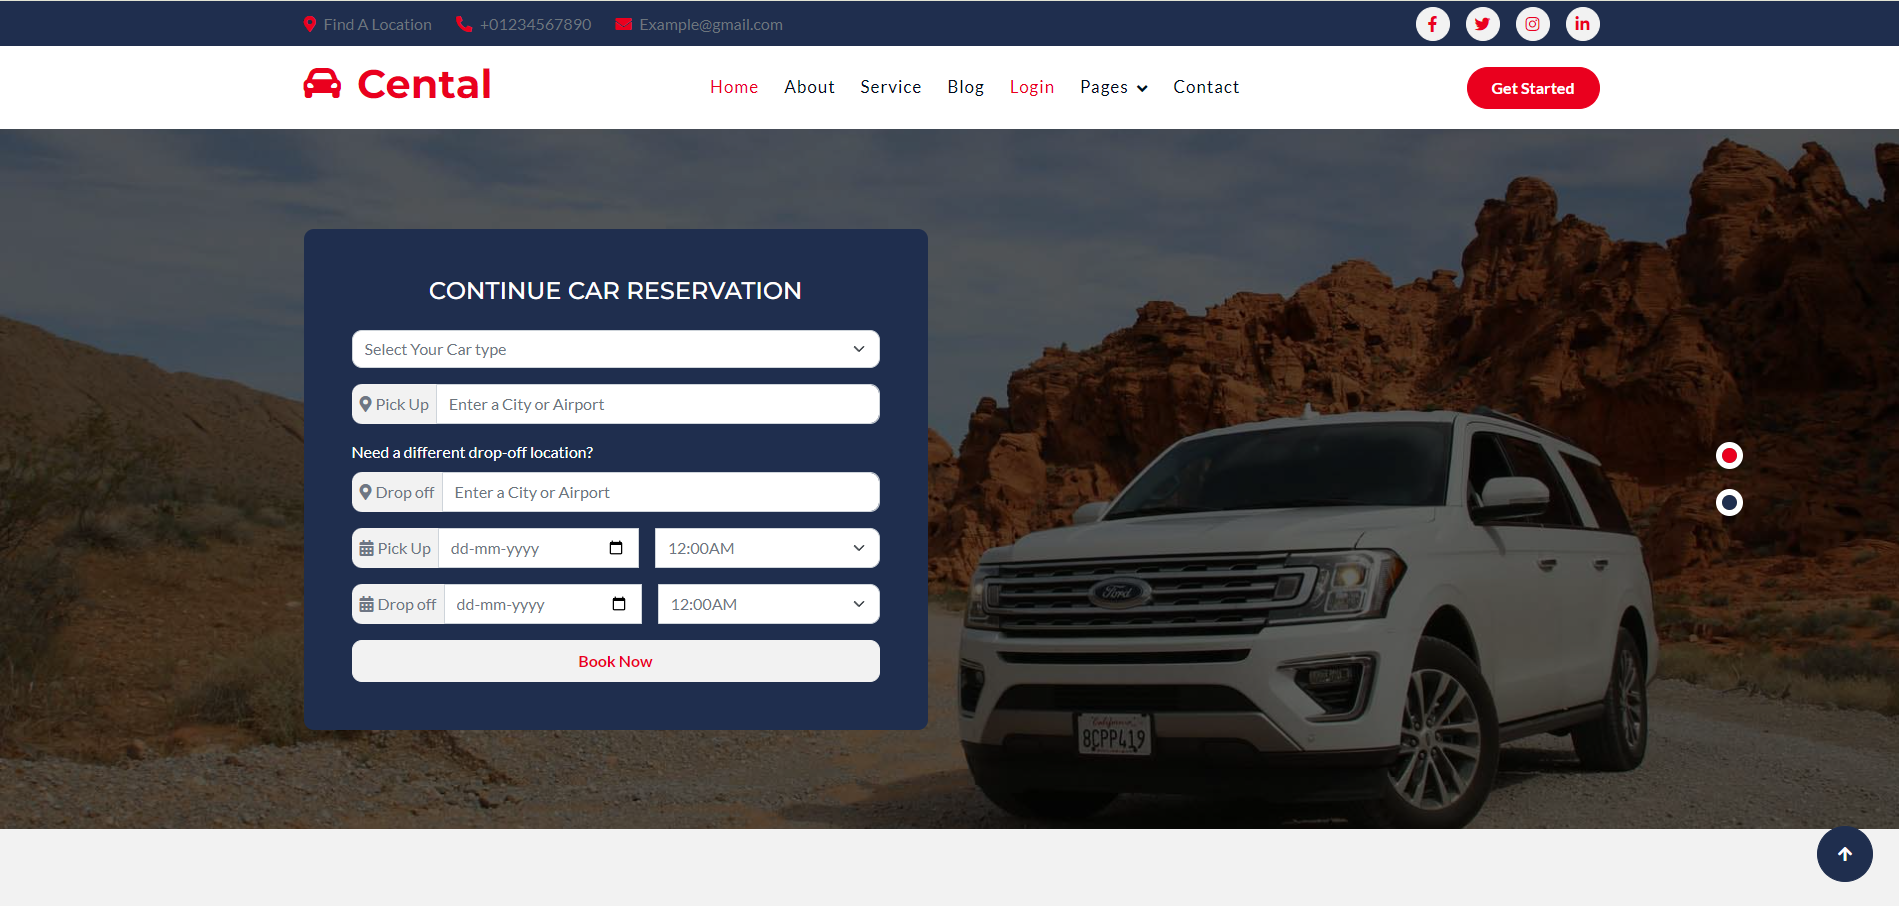 Find A Location +01234567890 Example@gmail.com
Cental Home About Service Blog Login Pages Contact Get Started
CONTINUE CAR RESERVATION
Select Your Car type
Pick Up Enter a City or Airport
Need a different drop-off location?
Drop off Enter a City or Airport
Pick Up dd-mm-yyyy 12:00AM
Drop off dd-mm-yyyy 12:00AM
Book Now
Ford
California
8CPP419